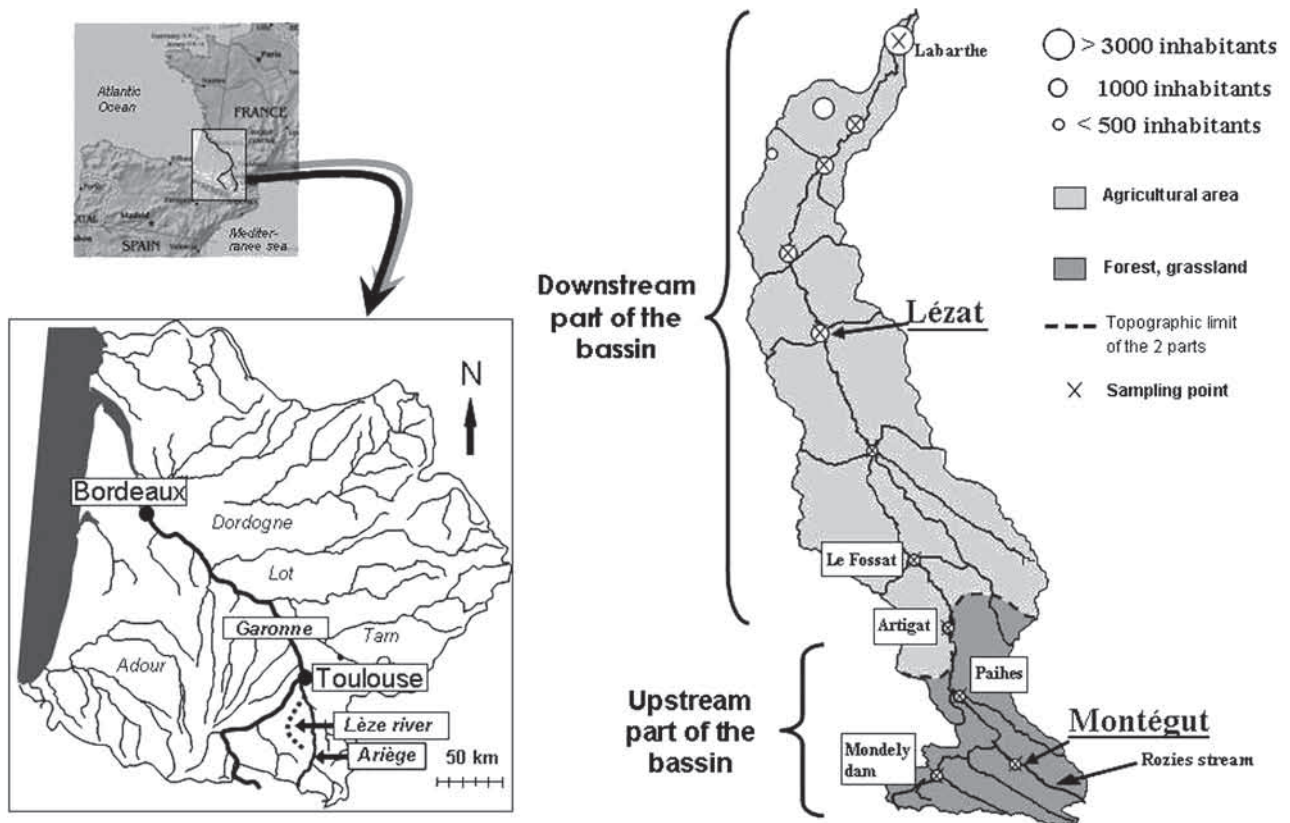 Paris
Nantes
Atlantic
Ocean
FRANCE
Madrid
SPAIN
Mediter-
ranee sea
N
Bordeaux
Dordogne
Lot
Garonne
Tarn
Adour
Toulouse
Lèze river
Ariège
50 km
Downstream
part of the
bassin
Upstream
part of the
bassin
Labarthe
Lézat
Le Fossat
Artigat
Paihes
Montégut
Mondely
dam
Rozies stream
> 3000 inhabitants
1000 inhabitants
< 500 inhabitants
Agricultural area
Forest, grassland
Topographic limit
of the 2 parts
Sampling point